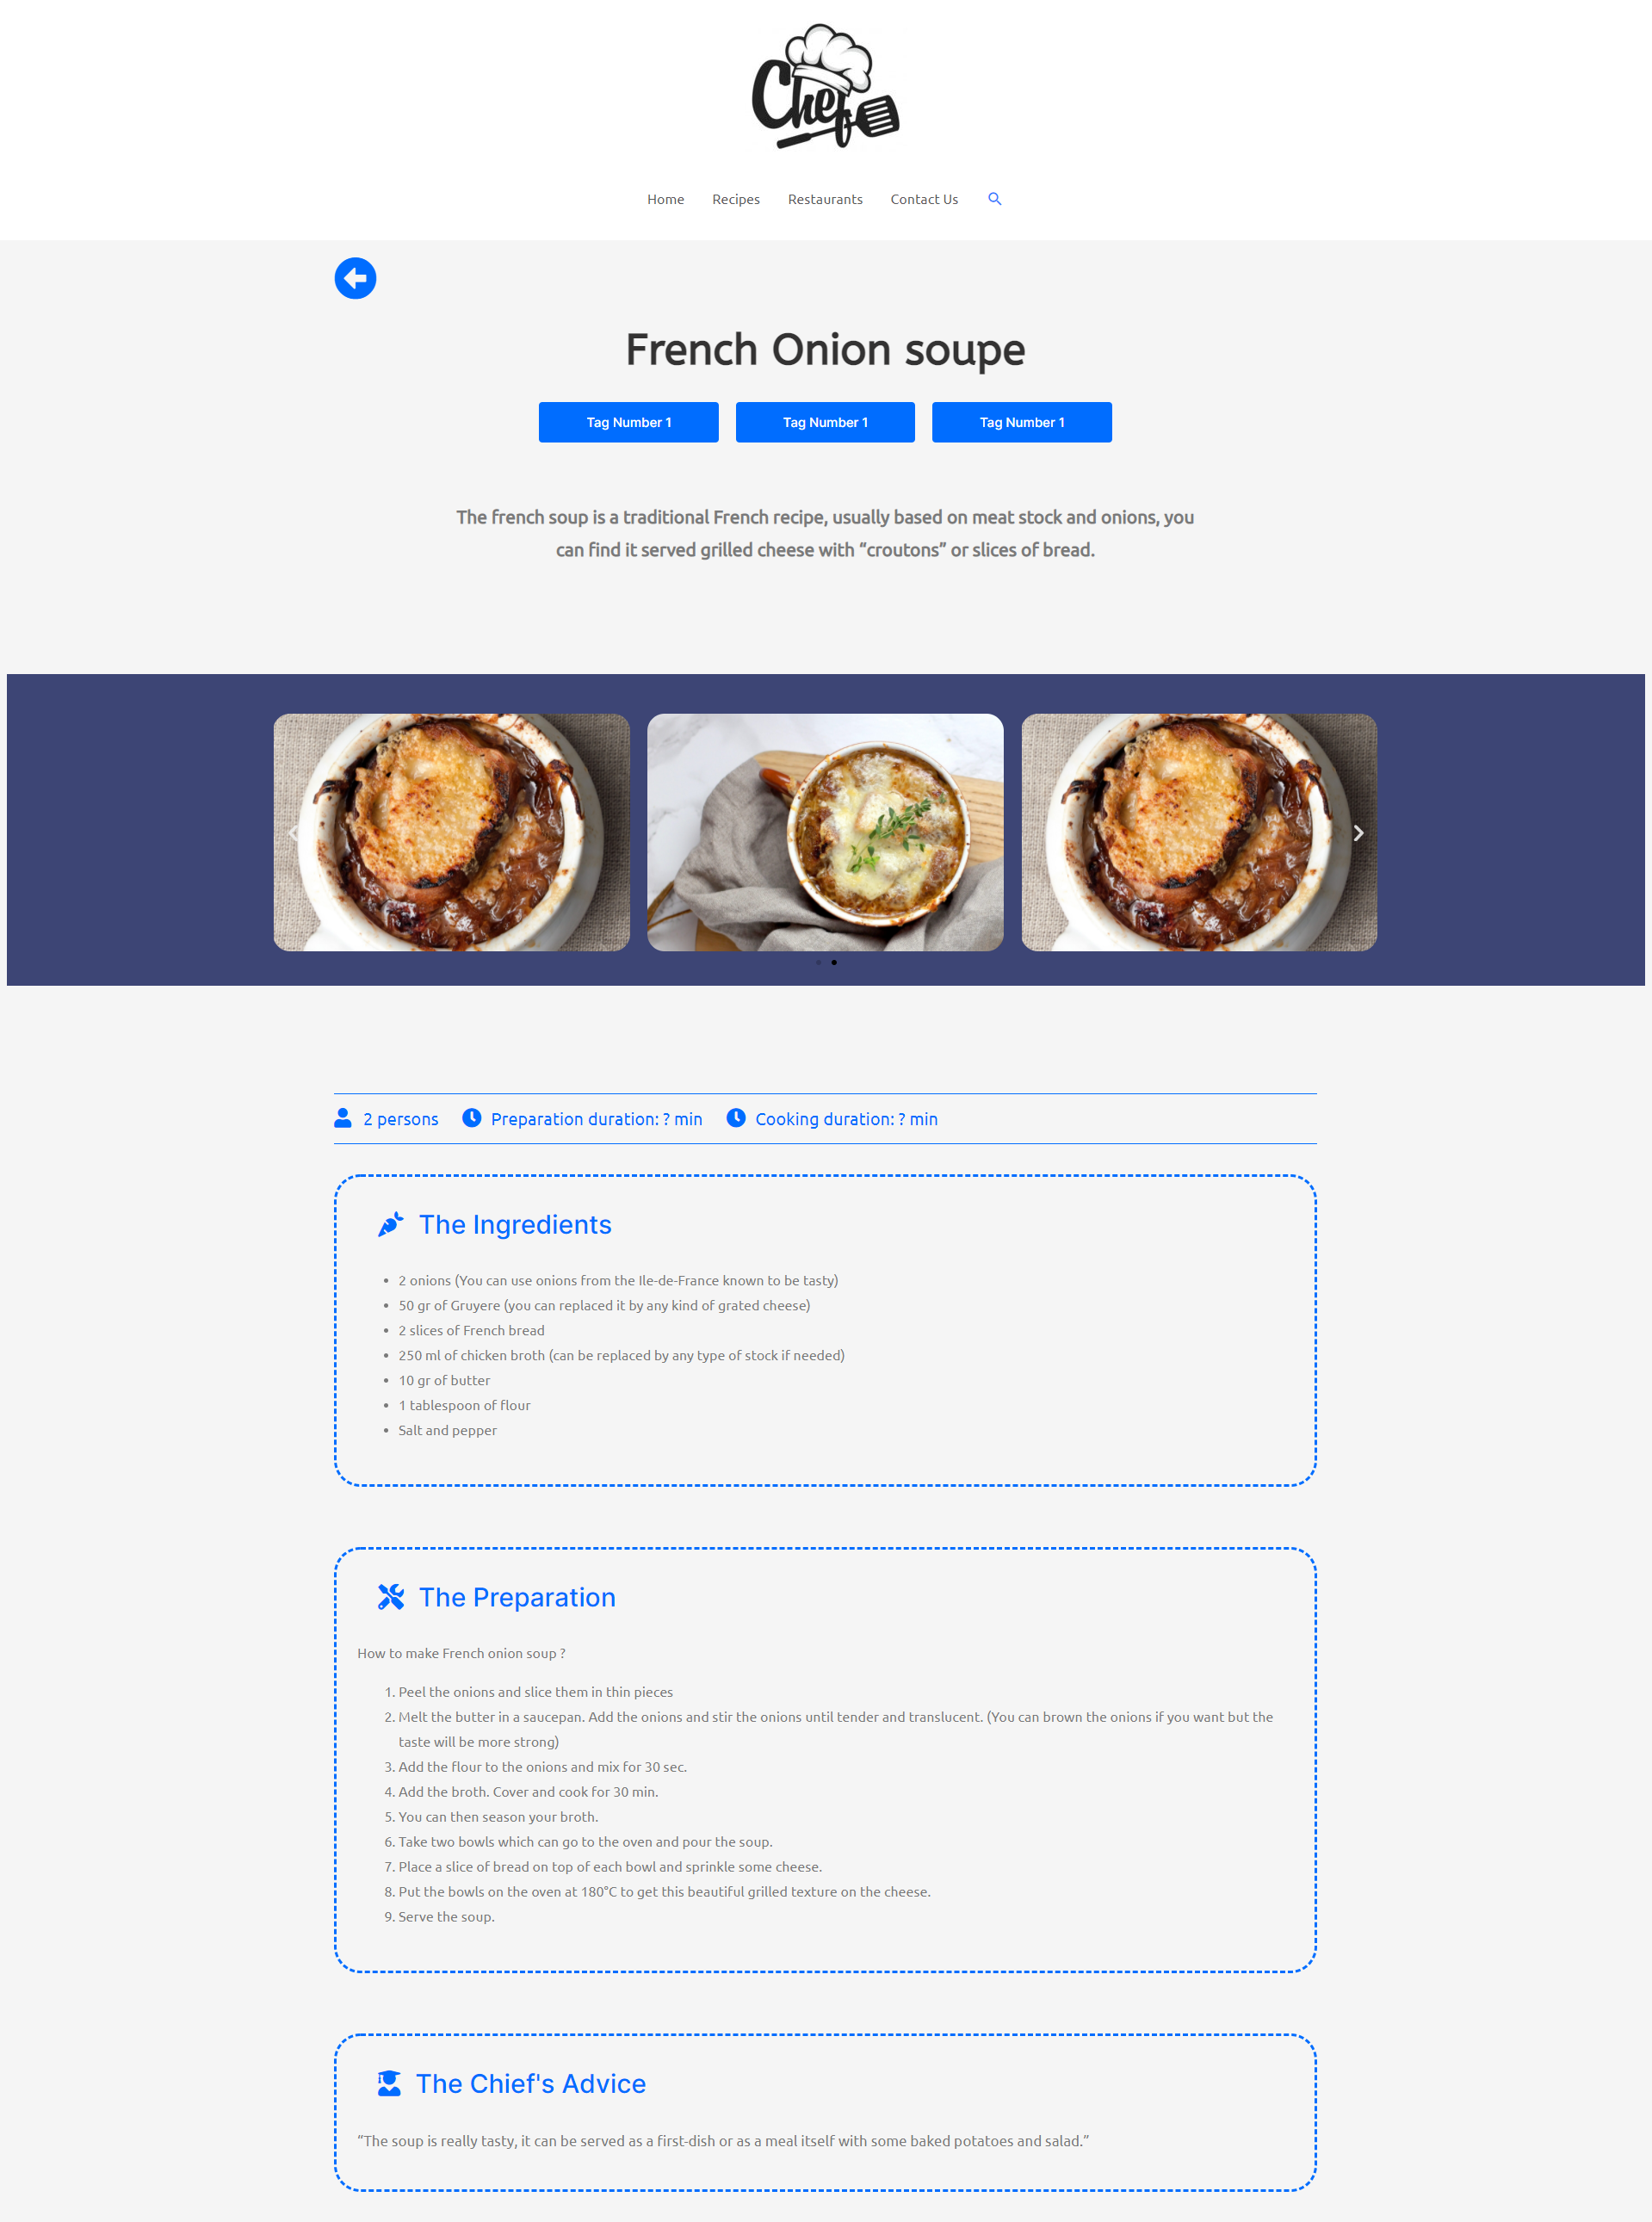 Chef
Home Recipes Restaurants Contact Us
French Onion soupe
Tag Number 1 Tag Number 1 Tag Number 1
The french soup is a traditional French recipe, usually based on meat stock and onions, you
can find it served grilled cheese with “croutons” or slices of bread.
2 persons Preparation duration: ? min Cooking duration: ? min
The Ingredients
• 2 onions (You can use onions from the Ile-de-France known to be tasty)
• 50 gr of Gruyere (you can replaced it by any kind of grated cheese)
• 2 slices of French bread
• 250 ml of chicken broth (can be replaced by any type of stock if needed)
• 10 gr of butter
• 1 tablespoon of flour
• Salt and pepper
The Preparation
How to make French onion soup ?
1. Peel the onions and slice them in thin pieces
2. Melt the butter in a saucepan. Add the onions and stir the onions until tender and translucent. (You can brown the onions if you want but the
taste will be more strong)
3. Add the flour to the onions and mix for 30 sec.
4. Add the broth. Cover and cook for 30 min.
5. You can then season your broth.
6. Take two bowls which can go to the oven and pour the soup.
7. Place a slice of bread on top of each bowl and sprinkle some cheese.
8. Put the bowls on the oven at 180°C to get this beautiful grilled texture on the cheese.
9. Serve the soup.
The Chief's Advice
“The soup is really tasty, it can be served as a first-dish or as a meal itself with some baked potatoes and salad.”